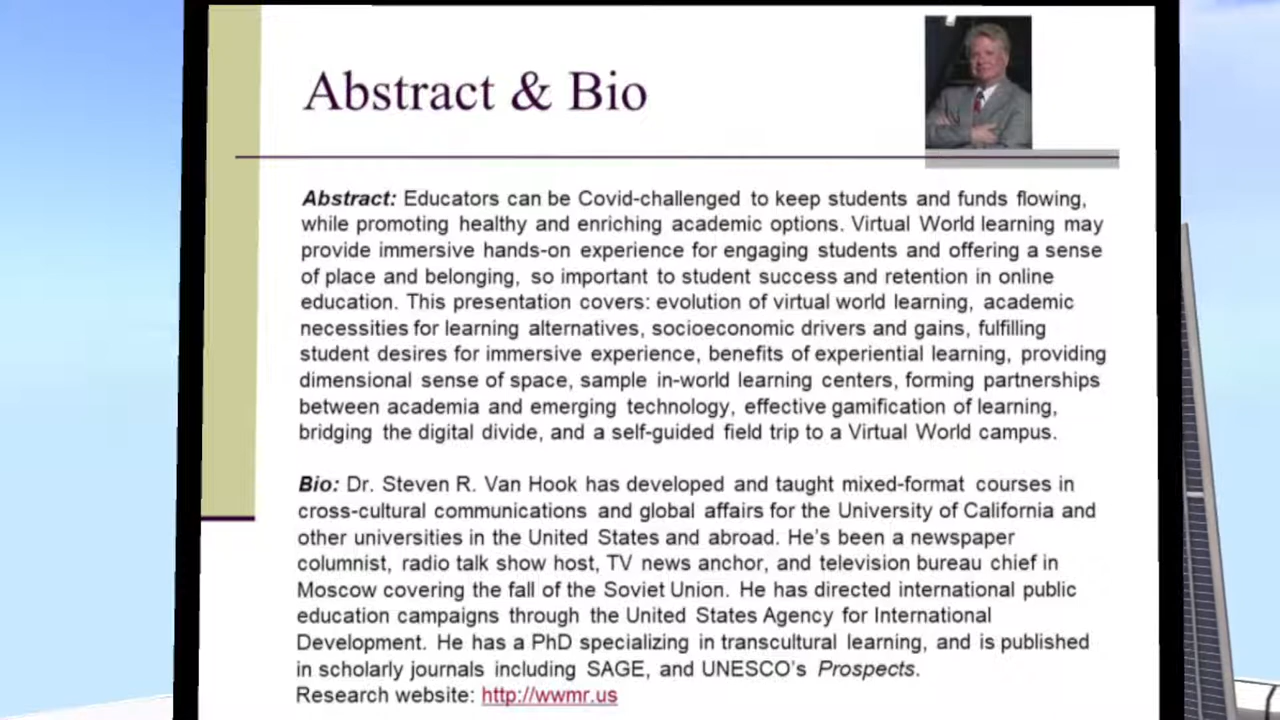 Abstract & Bio
Abstract: Educators can be Covid-challenged to keep students and funds flowing,
while promoting healthy and enriching academic options. Virtual World learning may
provide immersive hands-on experience for engaging students and offering a sense
of place and belonging, so important to student success and retention in online
education. This presentation covers: evolution of virtual world learning, academic
necessities for learning alternatives, socioeconomic drivers and gains, fulfilling
student desires for immersive experience, benefits of experiential learning, providing
dimensional sense of space, sample in-world learning centers, forming partnerships
between academia and emerging technology, effective gamification of learning,
bridging the digital divide, and a self-guided field trip to a Virtual World campus.
Bio: Dr. Steven R. Van Hook has developed and taught mixed-format courses in
cross-cultural communications and global affairs for the University of California and
other universities in the United States and abroad. He's been a newspaper
columnist, radio talk show host, TV news anchor, and television bureau chief in
Moscow covering the fall of the Soviet Union. He has directed international public
education campaigns through the United States Agency for International
Development. He has a PhD specializing in transcultural learning, and is published
in scholarly journals including SAGE, and UNESCO's Prospects.
Research website: http://wwmr.us